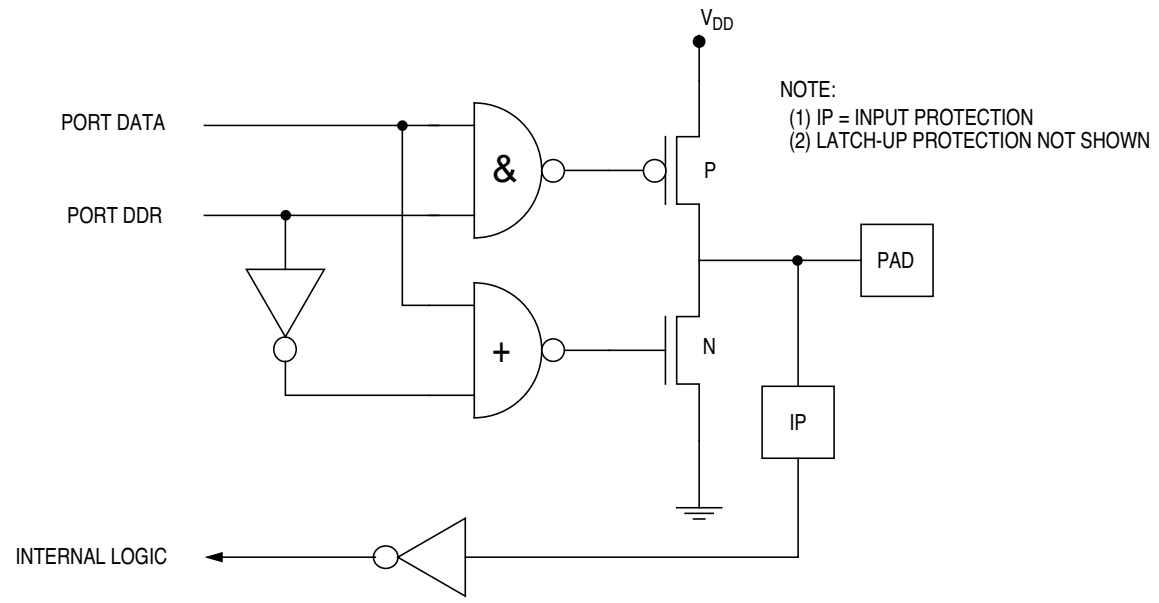 V_DD
NOTE:
(1) IP = INPUT PROTECTION
(2) LATCH-UP PROTECTION NOT SHOWN
PORT DATA
&
P
PORT DDR
PAD
+
N
IP
INTERNAL LOGIC